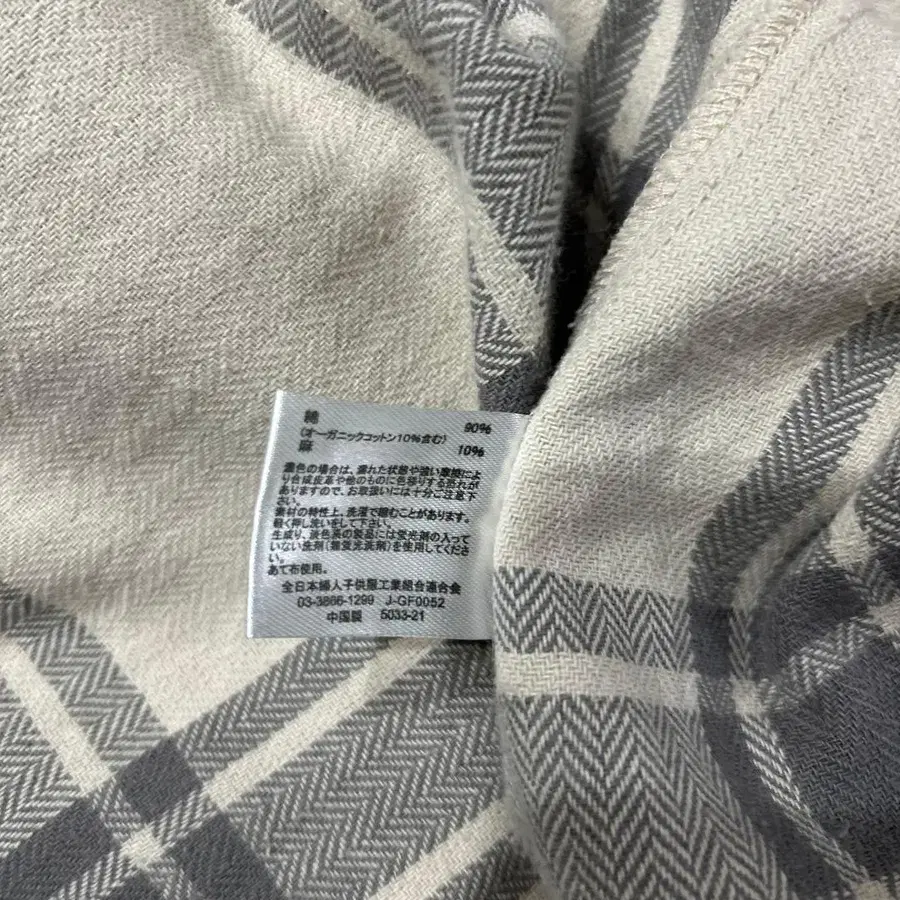 綿 90%
(オーガニックコットン10%含む)
麻 10%
濃色の場合は、濡れた状態や強い摩擦によ
り合成皮革や他のものに色移りする恐れが
ありますので、お取扱いには十分ご注意下
さい。
素材の特性上、洗濯で縮むことがあります。
軽く押し洗いをして下さい。
生成り、淡色系の製品には蛍光剤の入って
いない洗剤(無蛍光洗剤)を使用してくださ
い。
あて布使用。
全日本婦人子供服工業組合連合会
03-3866-1299 J-GF0052
中国製 5033-21